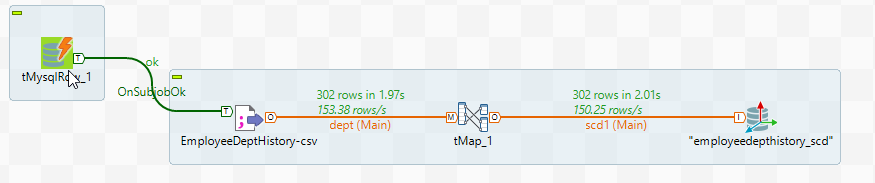 T
tMysqlRow_1
ok
OnSubjobOk
T
O
EmployeeDeptHistory-csv
302 rows in 1.97s
153.38 rows/s
dept (Main)
M
O
tMap_1
302 rows in 2.01s
150.25 rows/s
scd1 (Main)
I
"employeedepthistory_scd"